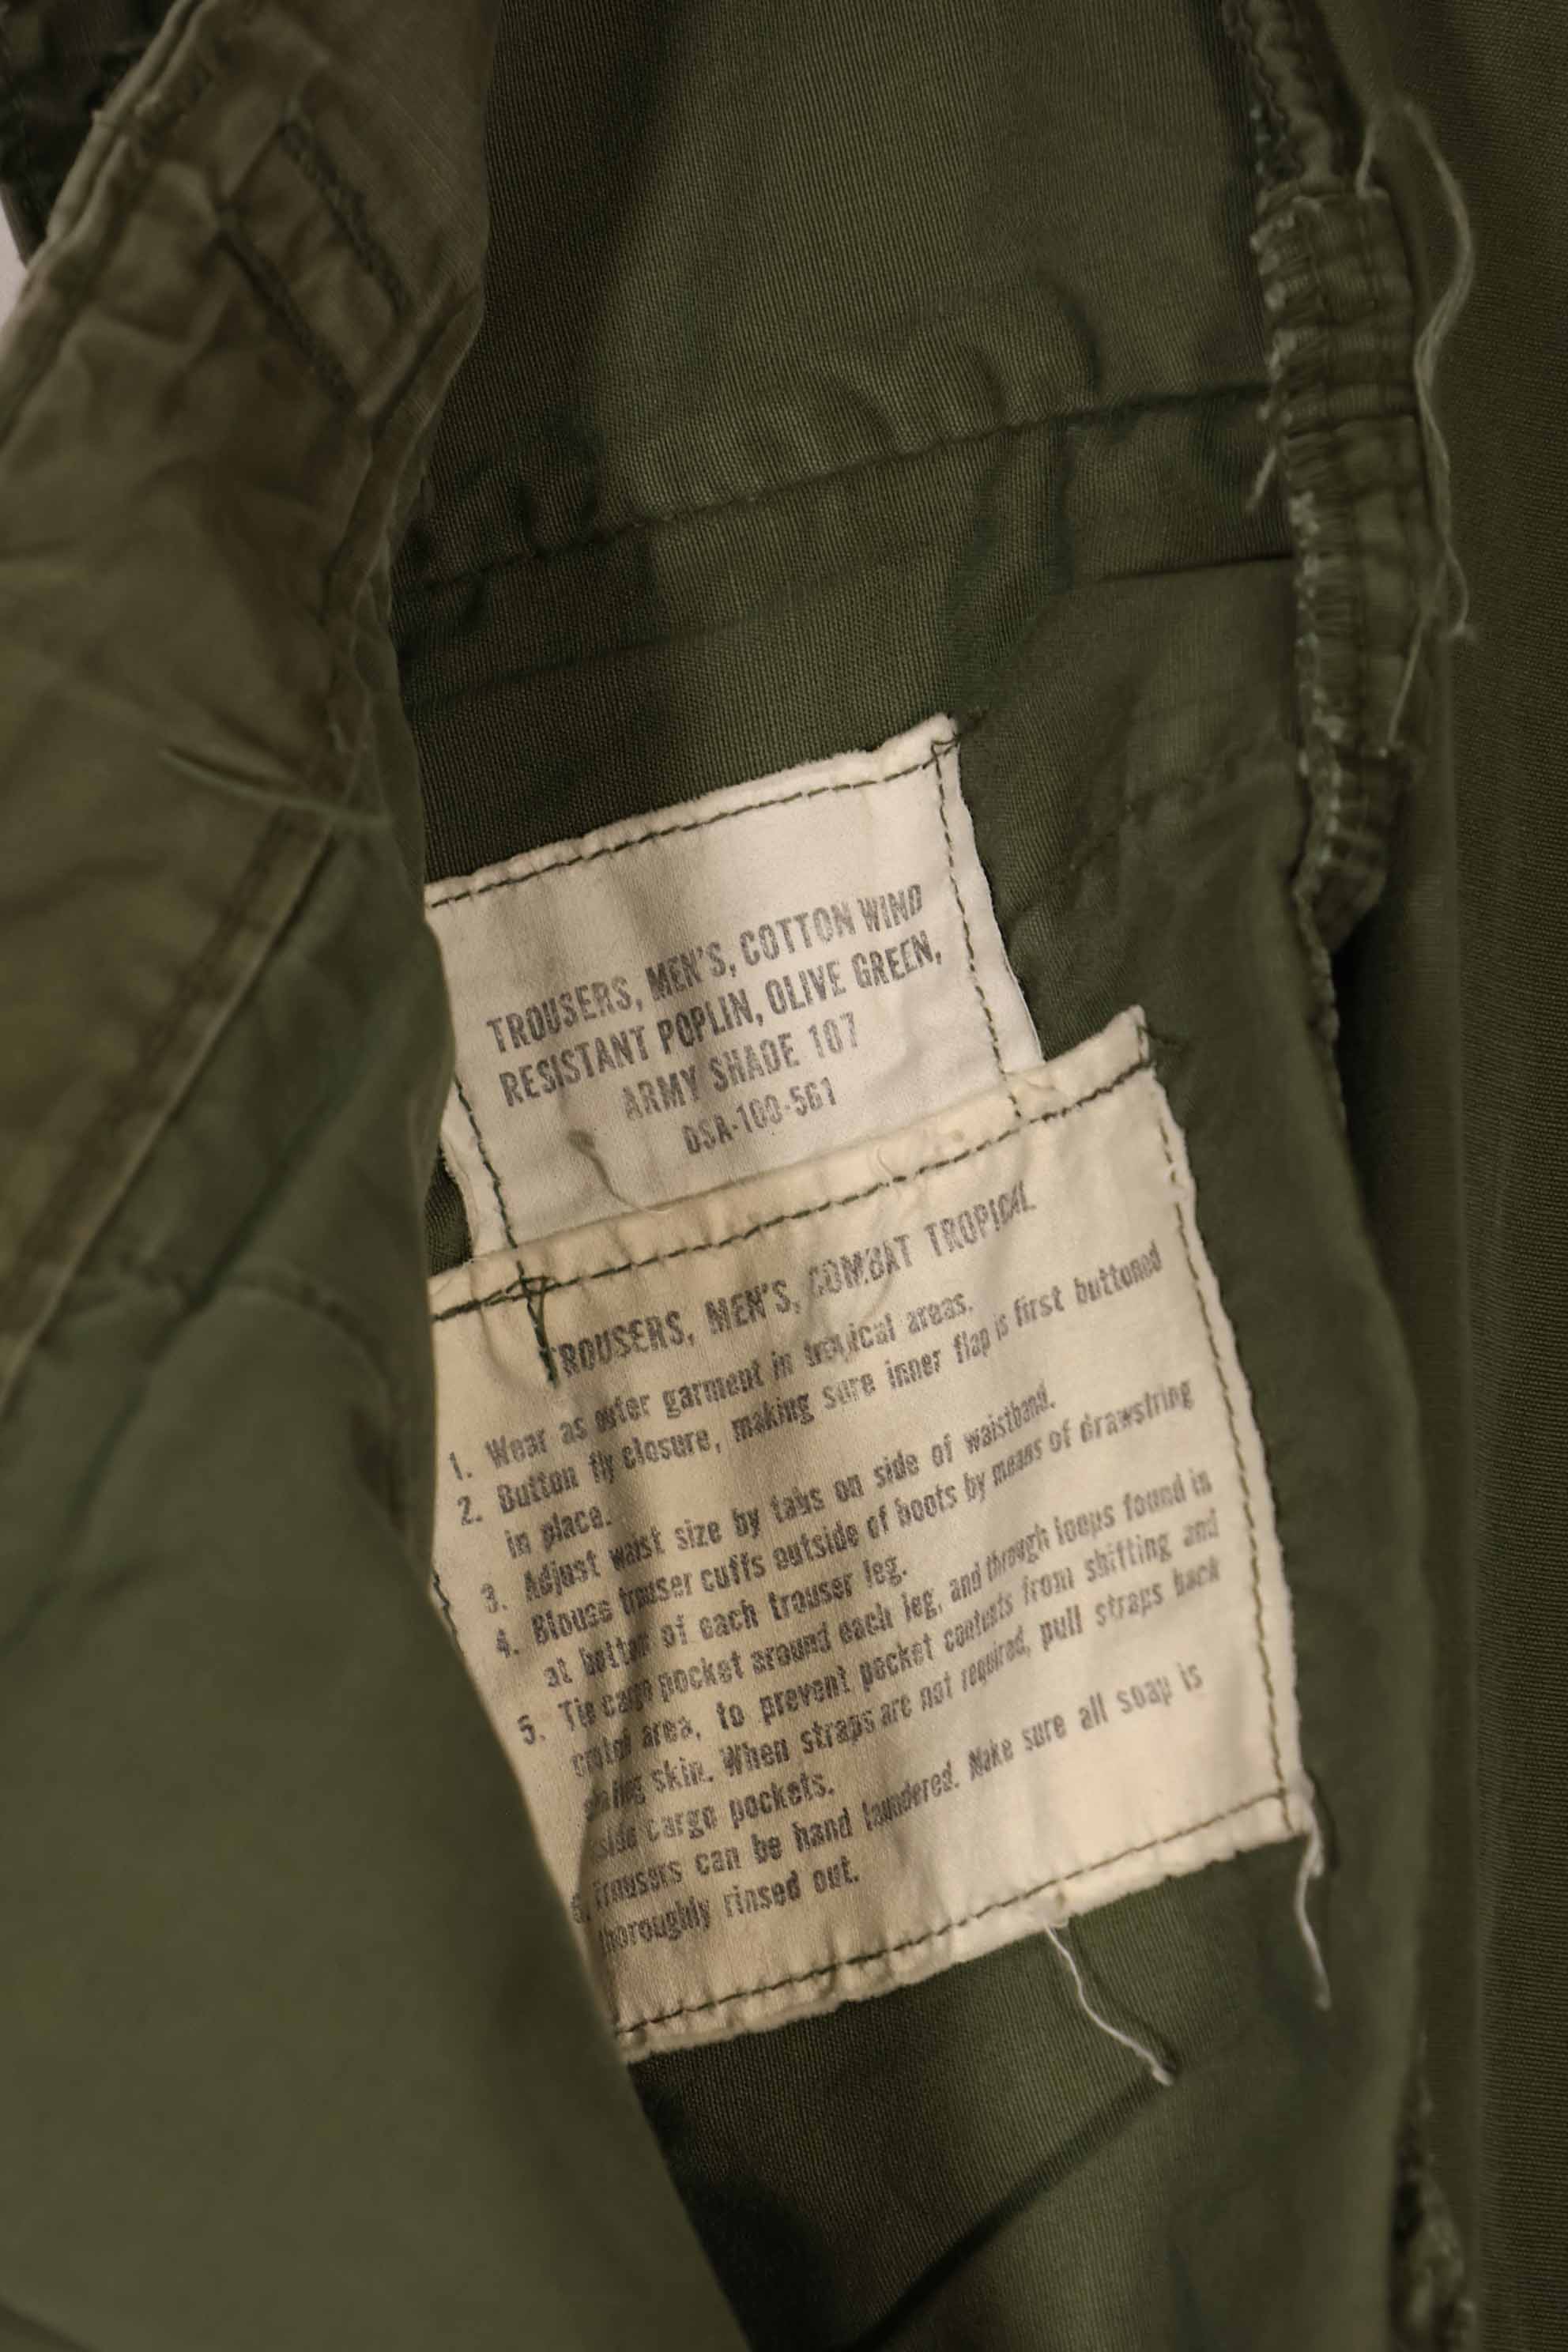 TROUSERS, MEN'S, COTTON WIND
RESISTANT POPLIN, OLIVE GREEN,
ARMY SHADE 107
DSA-100-561
TROUSERS, MEN'S, COMBAT TROPICAL
1. Wear as outer garment in tropical areas.
2. Button fly closure, making sure inner flap is first buttoned
in place.
3. Adjust waist size by tabs on side of waistband.
4. Blouse trouser cuffs outside of boots by means of drawstring
at bottom of each trouser leg.
5. Tie cargo pocket around each leg, and through loops found in
crotch area, to prevent pocket contents from shifting and
skin. When straps are not required, pull straps back
side cargo pockets.
6. Trousers can be hand laundered. Make sure all soap is
thoroughly rinsed out.